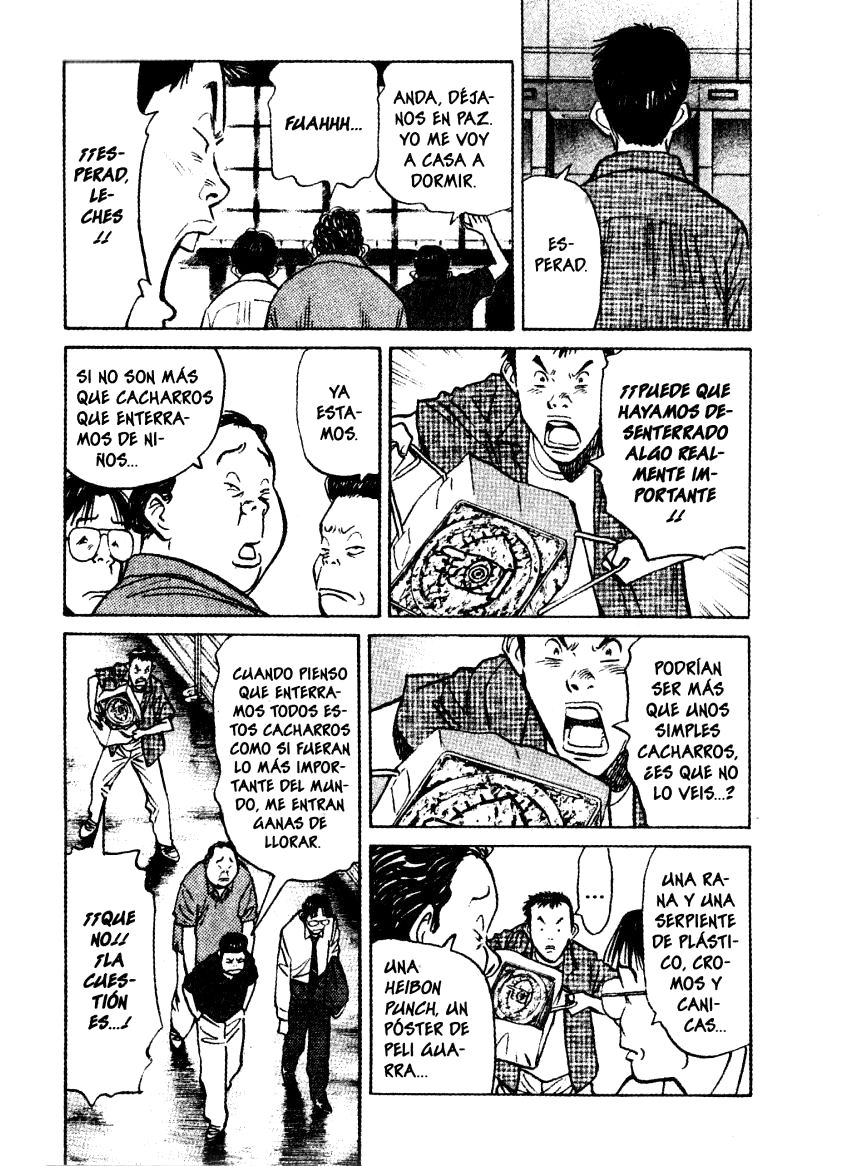 ES-
PERAD.
ANDA, DÉJA-
NOS EN PAZ.
YO ME VOY
A CASA A
DORMIR.
FUAHHH...
¡¡ES-
PERAD,
LE-
CHES
!!
¡¡PUEDE QUE
HAYAMOS DE-
SENTERRADO
ALGO REAL-
MENTE IM-
PORTANTE
!!
YA
ESTA-
MOS.
SI NO SON MÁS
QUE CACHARROS
QUE ENTERRA-
MOS DE NI-
ÑOS...
PODRÍAN
SER MÁS
QUE UNOS
SIMPLES
CACHARROS,
¿ES QUE NO
LO VEIS...?
UNA RA-
NA Y UNA
SERPIENTE
DE PLÁSTI-
CO, CRO-
MOS Y
CANI-
CAS...
...
UNA
HEIBON
PUNCH, UN
PÓSTER DE
PELI GUA-
RRA...
CUANDO PIENSO
QUE ENTERRA-
MOS TODOS ES-
TOS CACHARROS
COMO SI FUERAN
LO MÁS IMPOR-
TANTE DEL MUN-
DO, ME ENTRAN
GANAS DE
LLORAR.
¡¡QUE
NO!!
¡LA
CUES-
TIÓN
ES...!